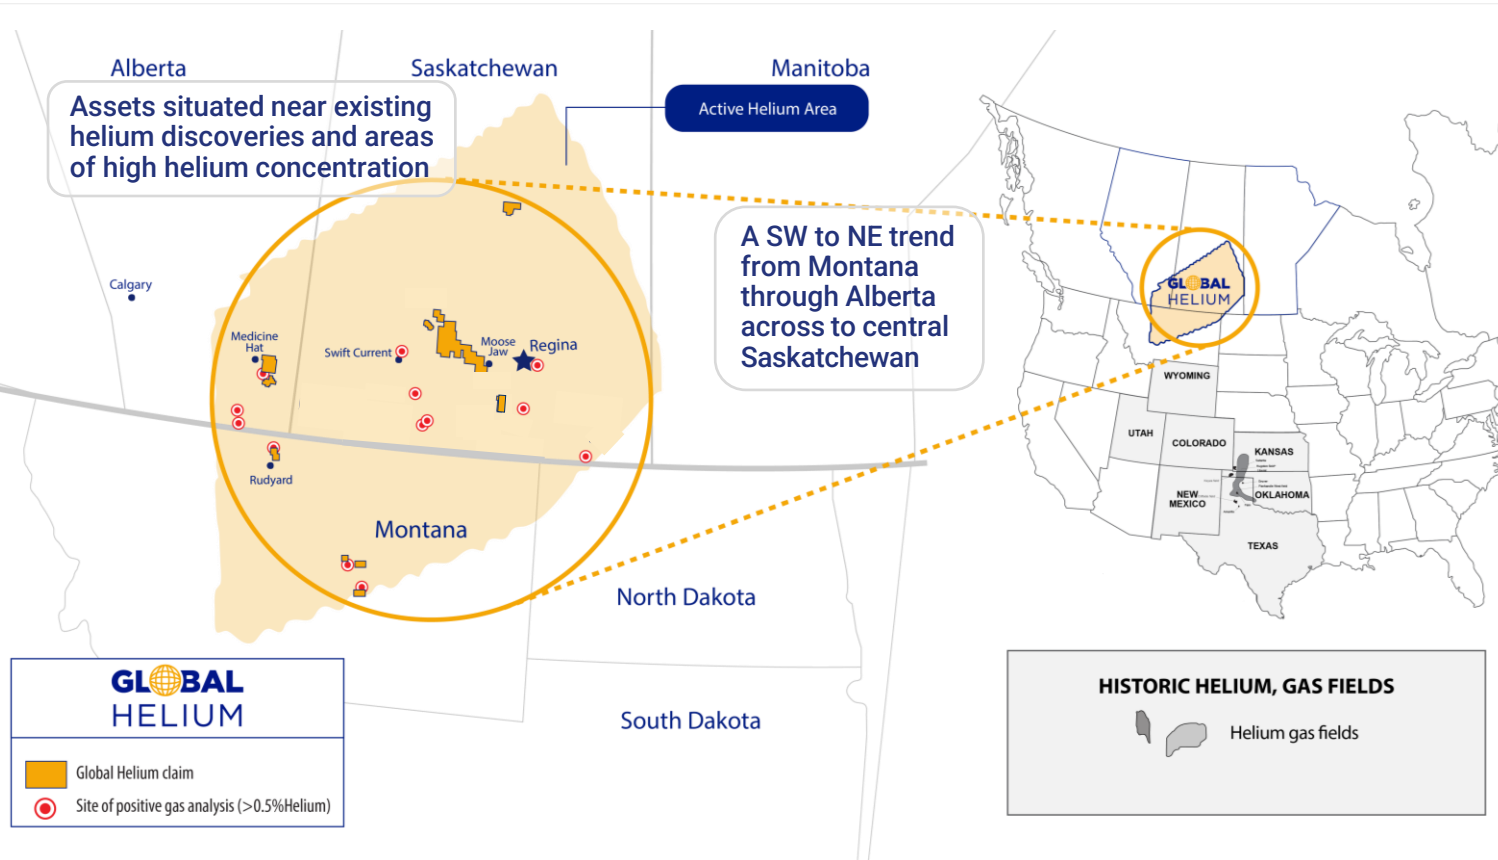 Alberta
Saskatchewan
Manitoba
Assets situated near existing
helium discoveries and areas
of high helium concentration
Active Helium Area
A SW to NE trend
from Montana
through Alberta
across to central
Saskatchewan
Calgary
Medicine
Hat
Swift Current
Moose
Jaw
Regina
Rudyard
Montana
North Dakota
South Dakota
GLOBAL
HELIUM
WYOMING
UTAH
COLORADO
KANSAS
NEW
MEXICO
OKLAHOMA
TEXAS
GLOBAL
HELIUM
Global Helium claim
Site of positive gas analysis (>0.5%Helium)
HISTORIC HELIUM, GAS FIELDS
Helium gas fields